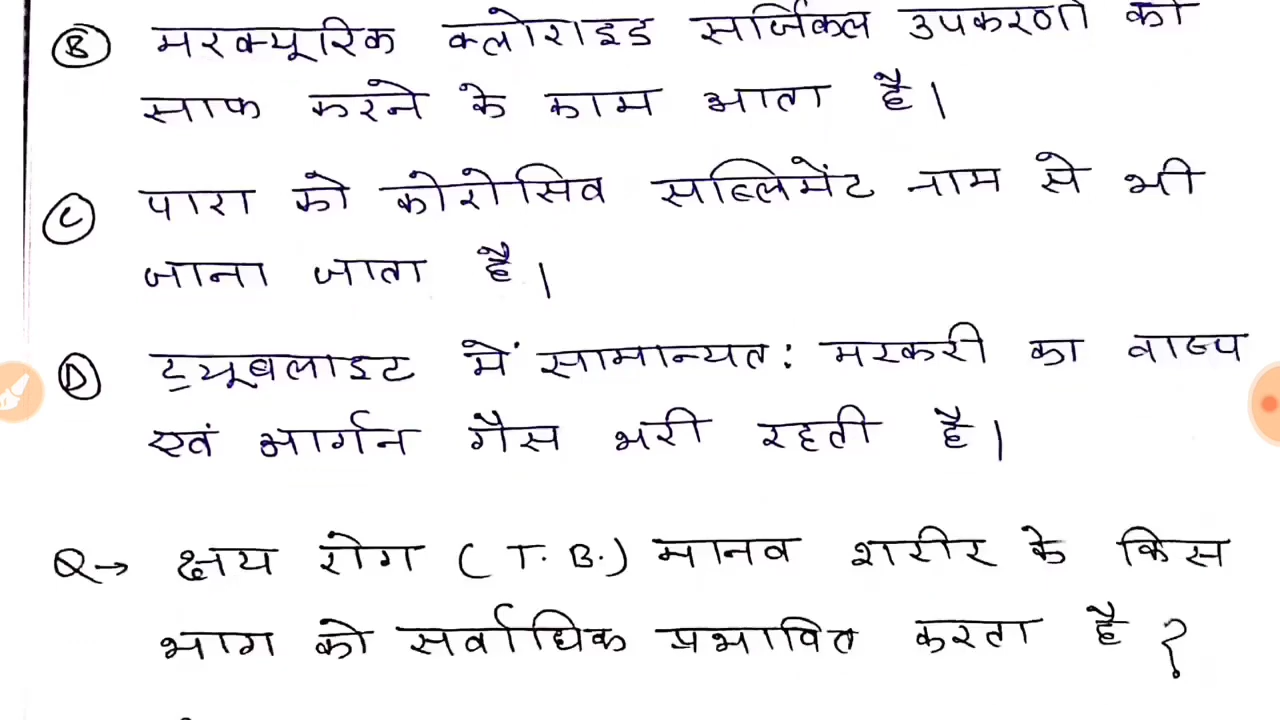 (B) मरक्यूरिक क्लोराइड सर्जिकल उपकरणों को
साफ करने के काम आता है।
(C) पारा को कोरोसिव सब्लिमेंट नाम से भी
जाना जाता है।
(D) ट्यूबलाइट में सामान्यत: मरकरी का वाष्प
एवं आर्गन गैस भरी रहती है।
Q→ क्षय रोग (T.B.) मानव शरीर के किस
भाग को सर्वाधिक प्रभावित करता है?